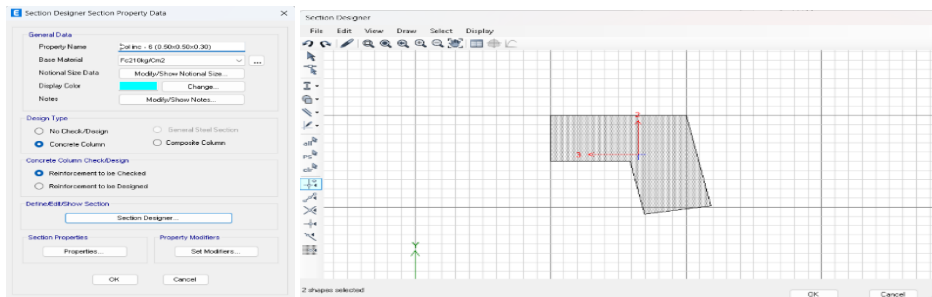 Section Designer Section Property Data
General Data
Property Name
Col inc - 6 (0.50x0.50x0.30)
Base Material
Fc210kg/Cm2
...
Notional Size Data
Modify/Show Notional Size...
Display Color
Change...
Notes
Modify/Show Notes...
Design Type
No Check/Design
General Steel Section
Concrete Column
Composite Column
Concrete Column Check/Design
Reinforcement to be Checked
Reinforcement to be Designed
Define/Edit/Show Section
Section Designer...
Section Properties
Property Modifiers
Properties...
Set Modifiers...
OK
Cancel
Section Designer
File Edit View Draw Select Display
all
PS
clr
2
3
Y
2 shapes selected
OK
Cancel